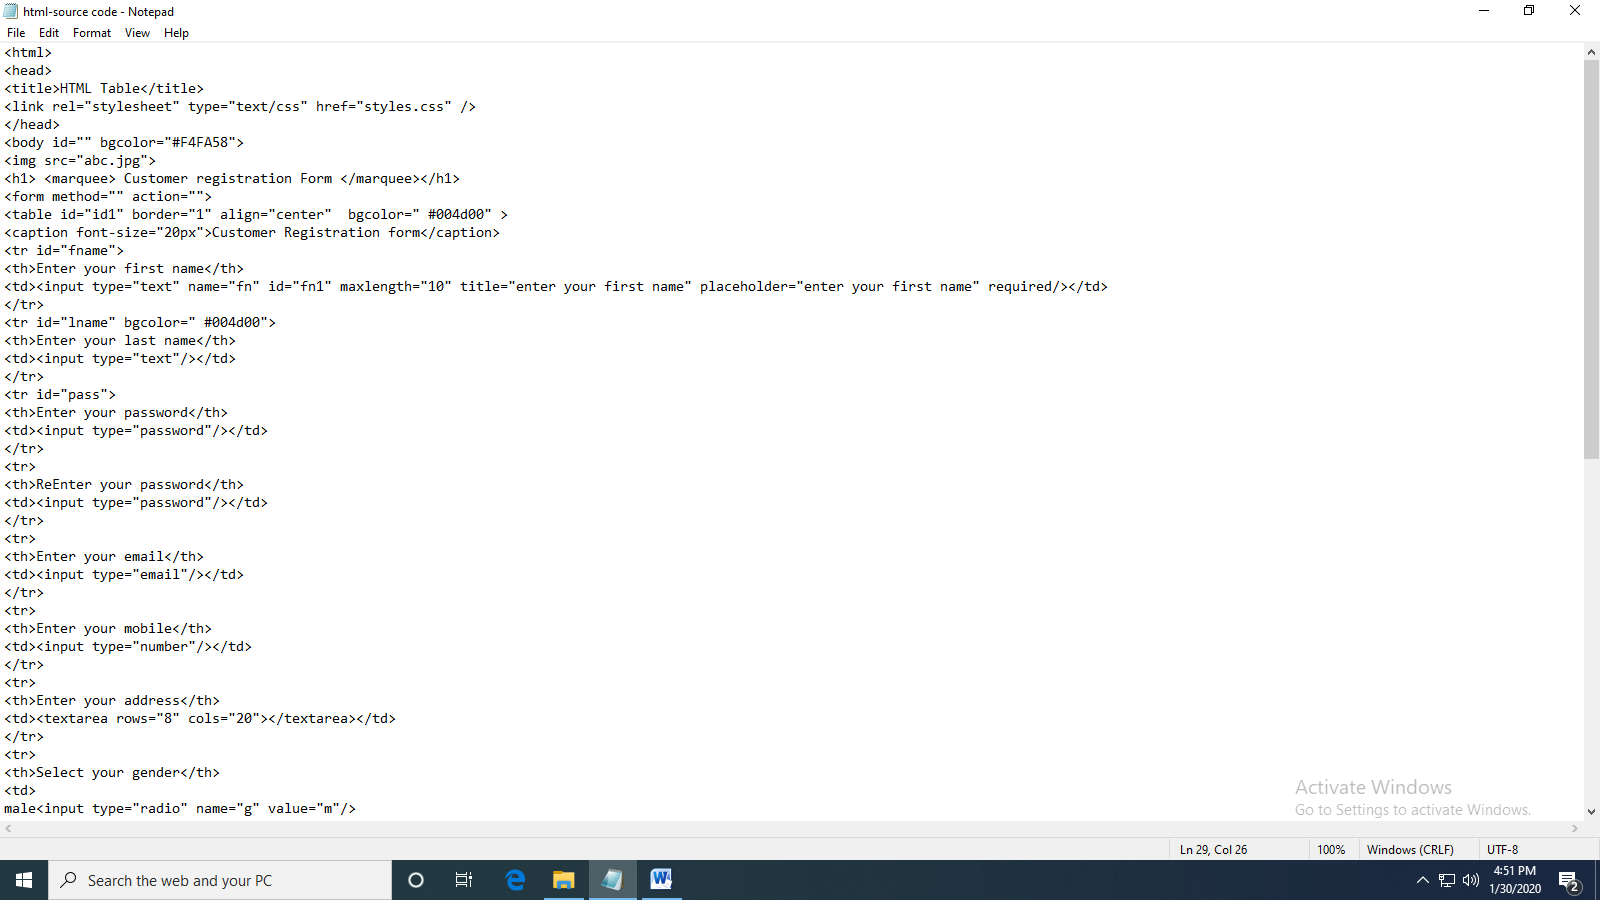 html-source code - Notepad
File Edit Format View Help
<html>
<head>
<title>HTML Table</title>
<link rel="stylesheet" type="text/css" href="styles.css" />
</head>
<body id="" bgcolor="#F4FA58">
<img src="abc.jpg">
<h1> <marquee> Customer registration Form </marquee></h1>
<form method="" action="">
<table id="id1" border="1" align="center"  bgcolor=" #004d00" >
<caption font-size="20px">Customer Registration form</caption>
<tr id="fname">
<th>Enter your first name</th>
<td><input type="text" name="fn" id="fn1" maxlength="10" title="enter your first name" placeholder="enter your first name" required/></td>
</tr>
<tr id="lname" bgcolor=" #004d00">
<th>Enter your last name</th>
<td><input type="text"/></td>
</tr>
<tr id="pass">
<th>Enter your password</th>
<td><input type="password"/></td>
</tr>
<tr>
<th>ReEnter your password</th>
<td><input type="password"/></td>
</tr>
<tr>
<th>Enter your email</th>
<td><input type="email"/></td>
</tr>
<tr>
<th>Enter your mobile</th>
<td><input type="number"/></td>
</tr>
<tr>
<th>Enter your address</th>
<td><textarea rows="8" cols="20"></textarea></td>
</tr>
<tr>
<th>Select your gender</th>
<td>
male<input type="radio" name="g" value="m"/>
Activate Windows
Go to Settings to activate Windows.
Ln 29, Col 26 100% Windows (CRLF) UTF-8
Search the web and your PC
4:51 PM
1/30/2020
2